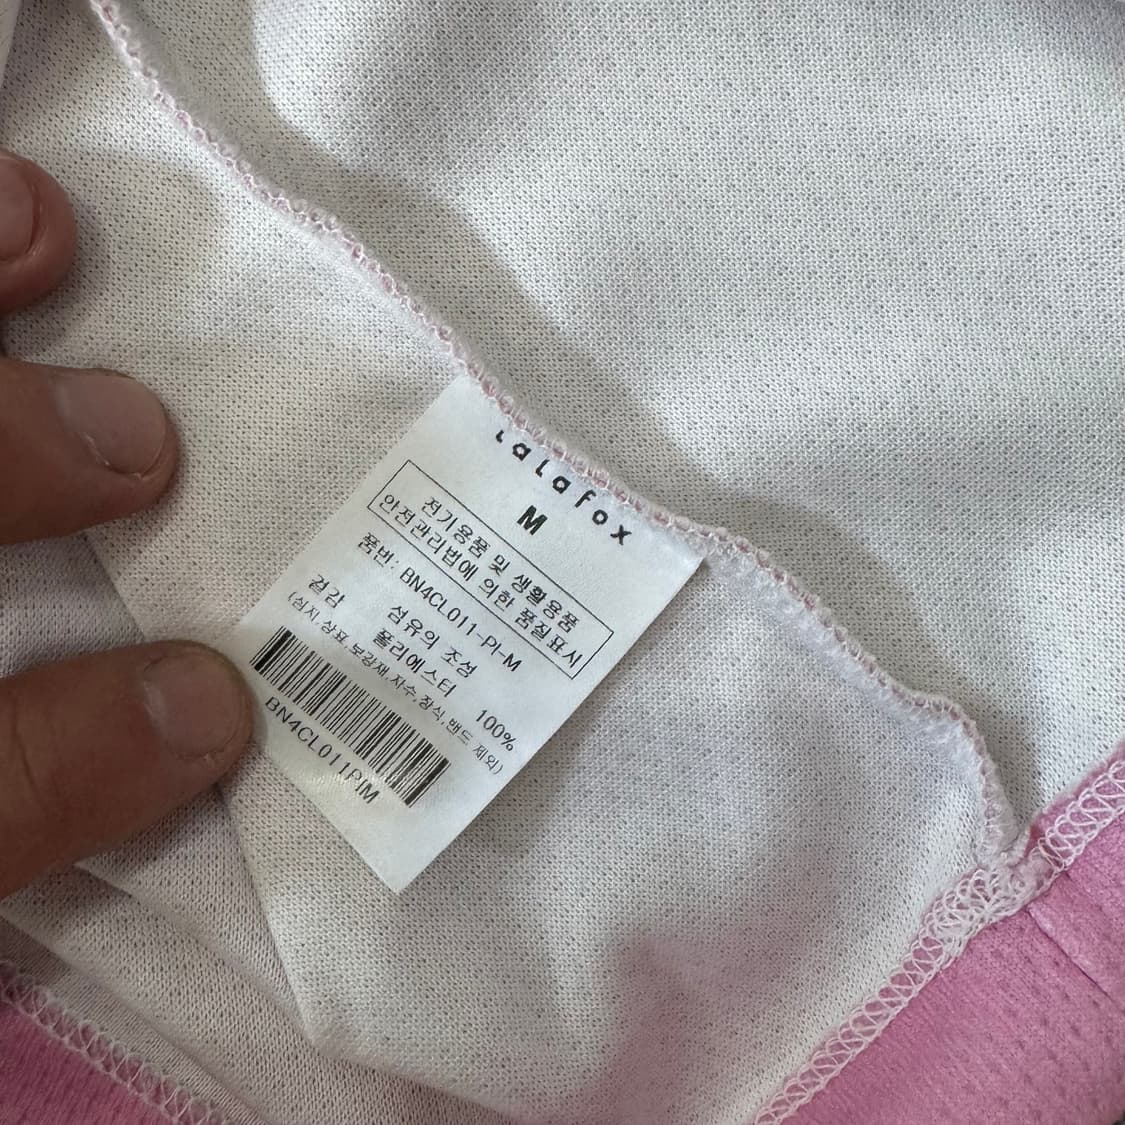 LaLafox
M
전기용품 및 생활용품
안전관리법에 의한 품질표시
품번: BN4CL011-PI-M
섬유의 조성
겉감 폴리에스터 100%
(심지,상표,보강재,자수,장식,밴드 제외)
BN4CL011PIM